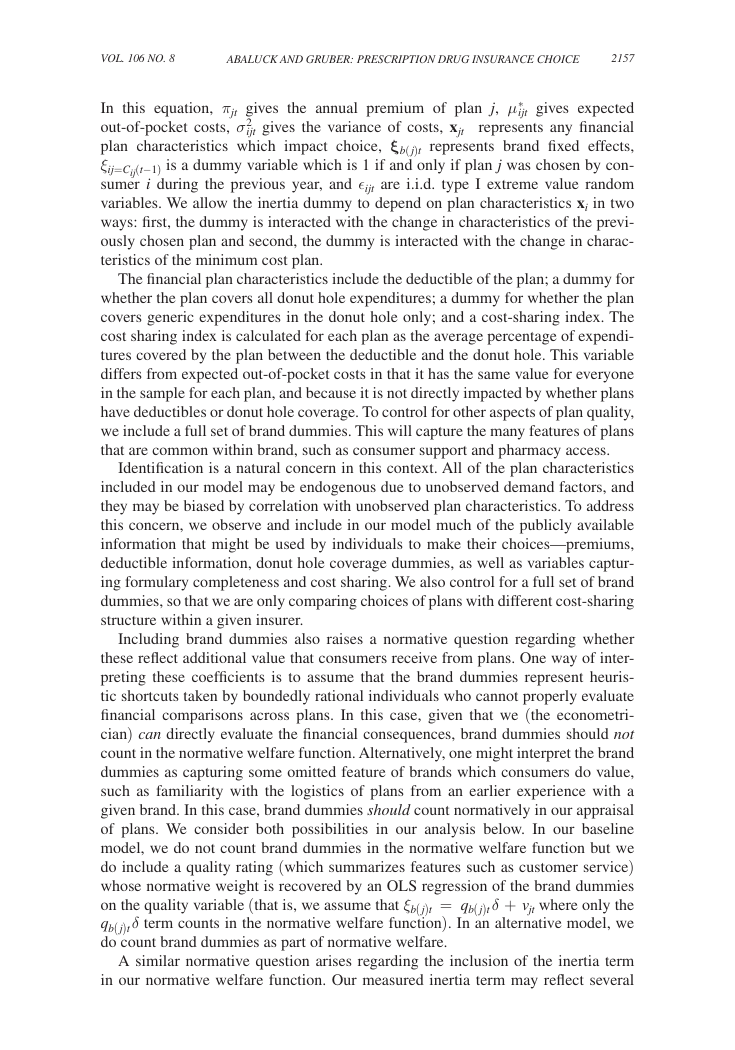 VOL. 106 NO. 8 ABALUCK AND GRUBER: PRESCRIPTION DRUG INSURANCE CHOICE 2157
In this equation, π_jt gives the annual premium of plan j, μ*_ijt gives expected
out-of-pocket costs, σ²_ijt gives the variance of costs, x_jt represents any financial
plan characteristics which impact choice, ξ_b(j)t represents brand fixed effects,
ξ_ij=C_ij(t−1) is a dummy variable which is 1 if and only if plan j was chosen by con-
sumer i during the previous year, and ϵ_ijt are i.i.d. type I extreme value random
variables. We allow the inertia dummy to depend on plan characteristics x_i in two
ways: first, the dummy is interacted with the change in characteristics of the previ-
ously chosen plan and second, the dummy is interacted with the change in charac-
teristics of the minimum cost plan.
The financial plan characteristics include the deductible of the plan; a dummy for
whether the plan covers all donut hole expenditures; a dummy for whether the plan
covers generic expenditures in the donut hole only; and a cost-sharing index. The
cost sharing index is calculated for each plan as the average percentage of expendi-
tures covered by the plan between the deductible and the donut hole. This variable
differs from expected out-of-pocket costs in that it has the same value for everyone
in the sample for each plan, and because it is not directly impacted by whether plans
have deductibles or donut hole coverage. To control for other aspects of plan quality,
we include a full set of brand dummies. This will capture the many features of plans
that are common within brand, such as consumer support and pharmacy access.
Identification is a natural concern in this context. All of the plan characteristics
included in our model may be endogenous due to unobserved demand factors, and
they may be biased by correlation with unobserved plan characteristics. To address
this concern, we observe and include in our model much of the publicly available
information that might be used by individuals to make their choices—premiums,
deductible information, donut hole coverage dummies, as well as variables captur-
ing formulary completeness and cost sharing. We also control for a full set of brand
dummies, so that we are only comparing choices of plans with different cost-sharing
structure within a given insurer.
Including brand dummies also raises a normative question regarding whether
these reflect additional value that consumers receive from plans. One way of inter-
preting these coefficients is to assume that the brand dummies represent heuris-
tic shortcuts taken by boundedly rational individuals who cannot properly evaluate
financial comparisons across plans. In this case, given that we (the econometri-
cian) can directly evaluate the financial consequences, brand dummies should not
count in the normative welfare function. Alternatively, one might interpret the brand
dummies as capturing some omitted feature of brands which consumers do value,
such as familiarity with the logistics of plans from an earlier experience with a
given brand. In this case, brand dummies should count normatively in our appraisal
of plans. We consider both possibilities in our analysis below. In our baseline
model, we do not count brand dummies in the normative welfare function but we
do include a quality rating (which summarizes features such as customer service)
whose normative weight is recovered by an OLS regression of the brand dummies
on the quality variable (that is, we assume that ξ_b(j)t = q_b(j)t δ + v_jt where only the
q_b(j)t δ term counts in the normative welfare function). In an alternative model, we
do count brand dummies as part of normative welfare.
A similar normative question arises regarding the inclusion of the inertia term
in our normative welfare function. Our measured inertia term may reflect several